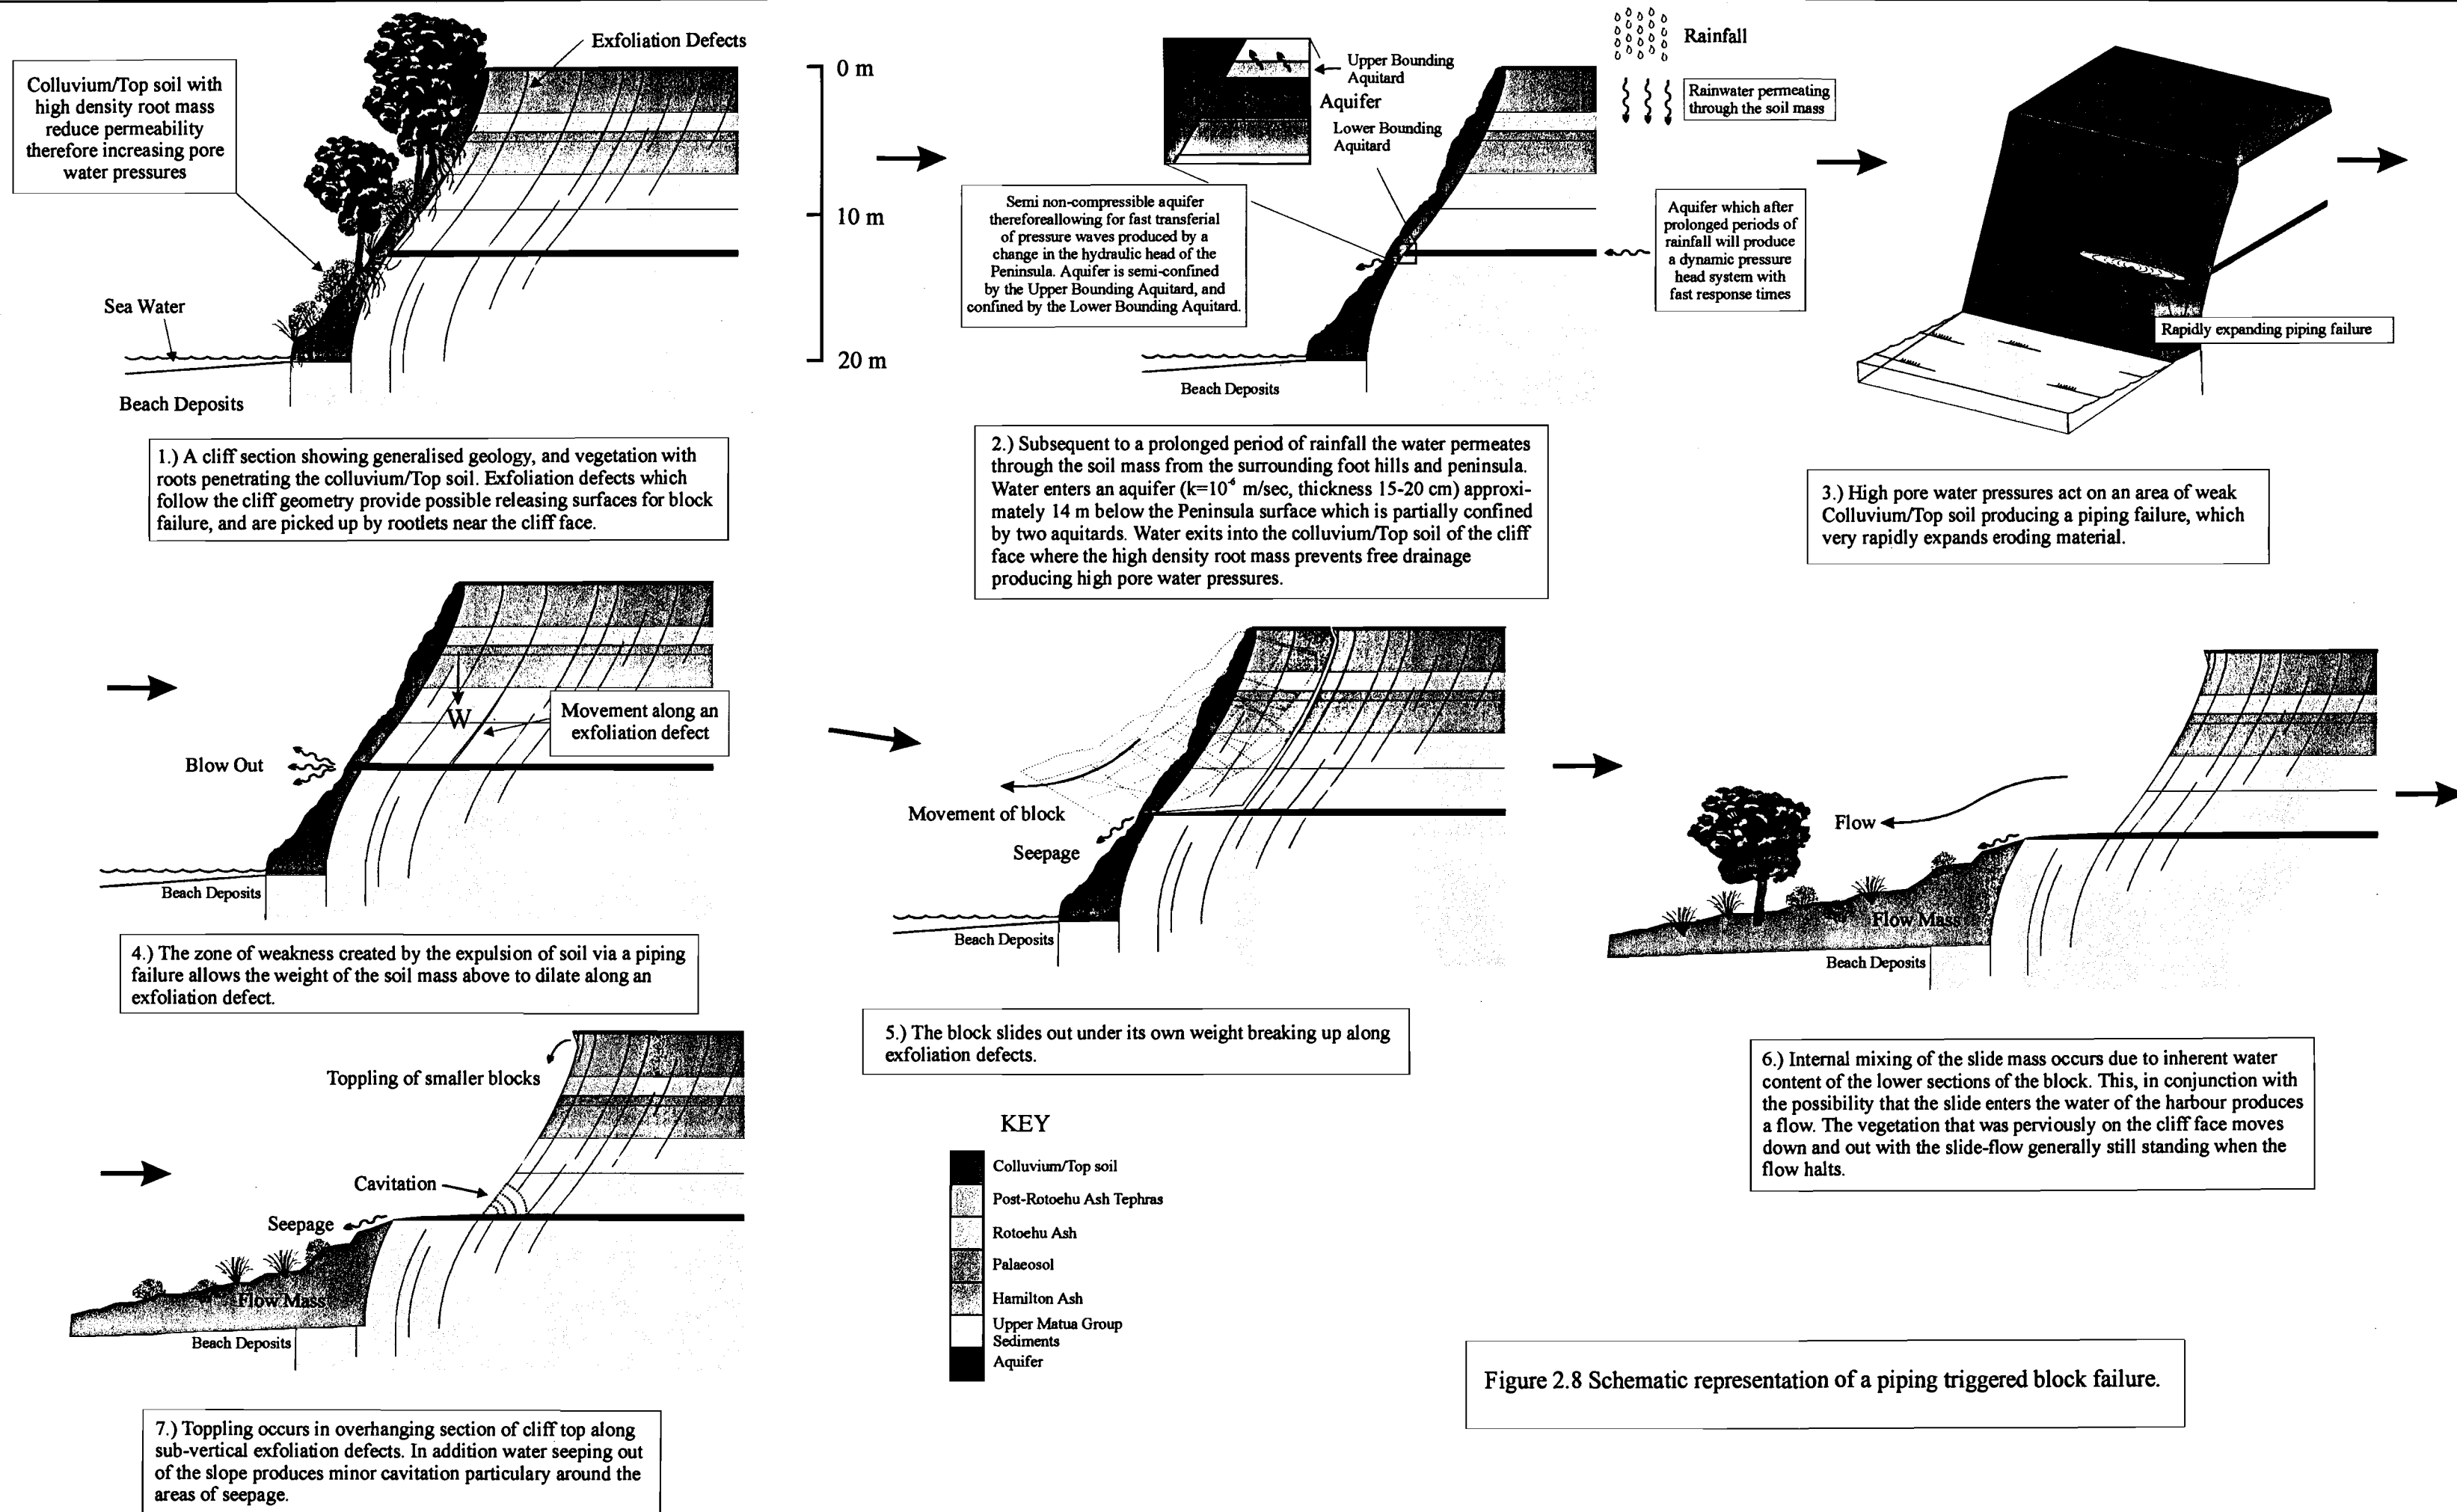 Exfoliation Defects
Colluvium/Top soil with
high density root mass
reduce permeability
therefore increasing pore
water pressures
Sea Water
Beach Deposits
0 m
10 m
20 m
1.) A cliff section showing generalised geology, and vegetation with
roots penetrating the colluvium/Top soil. Exfoliation defects which
follow the cliff geometry provide possible releasing surfaces for block
failure, and are picked up by rootlets near the cliff face.
Upper Bounding
Aquitard
Aquifer
Lower Bounding
Aquitard
Semi non-compressible aquifer
thereforeallowing for fast transferial
of pressure waves produced by a
change in the hydraulic head of the
Peninsula. Aquifer is semi-confined
by the Upper Bounding Aquitard, and
confined by the Lower Bounding Aquitard.
Beach Deposits
Rainfall
Rainwater permeating
through the soil mass
Aquifer which after
prolonged periods of
rainfall will produce
a dynamic pressure
head system with
fast response times
2.) Subsequent to a prolonged period of rainfall the water permeates
through the soil mass from the surrounding foot hills and peninsula.
Water enters an aquifer (k=10⁻⁶ m/sec, thickness 15-20 cm) approxi-
mately 14 m below the Peninsula surface which is partially confined
by two aquitards. Water exits into the colluvium/Top soil of the cliff
face where the high density root mass prevents free drainage
producing high pore water pressures.
Rapidly expanding piping failure
3.) High pore water pressures act on an area of weak
Colluvium/Top soil producing a piping failure, which
very rapidly expands eroding material.
W
Movement along an
exfoliation defect
Blow Out
Beach Deposits
4.) The zone of weakness created by the expulsion of soil via a piping
failure allows the weight of the soil mass above to dilate along an
exfoliation defect.
Movement of block
Seepage
Beach Deposits
5.) The block slides out under its own weight breaking up along
exfoliation defects.
Flow
Flow Mass
Beach Deposits
6.) Internal mixing of the slide mass occurs due to inherent water
content of the lower sections of the block. This, in conjunction with
the possibility that the slide enters the water of the harbour produces
a flow. The vegetation that was perviously on the cliff face moves
down and out with the slide-flow generally still standing when the
flow halts.
Toppling of smaller blocks
Cavitation
Seepage
Flow Mass
Beach Deposits
7.) Toppling occurs in overhanging section of cliff top along
sub-vertical exfoliation defects. In addition water seeping out
of the slope produces minor cavitation particulary around the
areas of seepage.
KEY
Colluvium/Top soil
Post-Rotoehu Ash Tephras
Rotoehu Ash
Palaeosol
Hamilton Ash
Upper Matua Group
Sediments
Aquifer
Figure 2.8 Schematic representation of a piping triggered block failure.